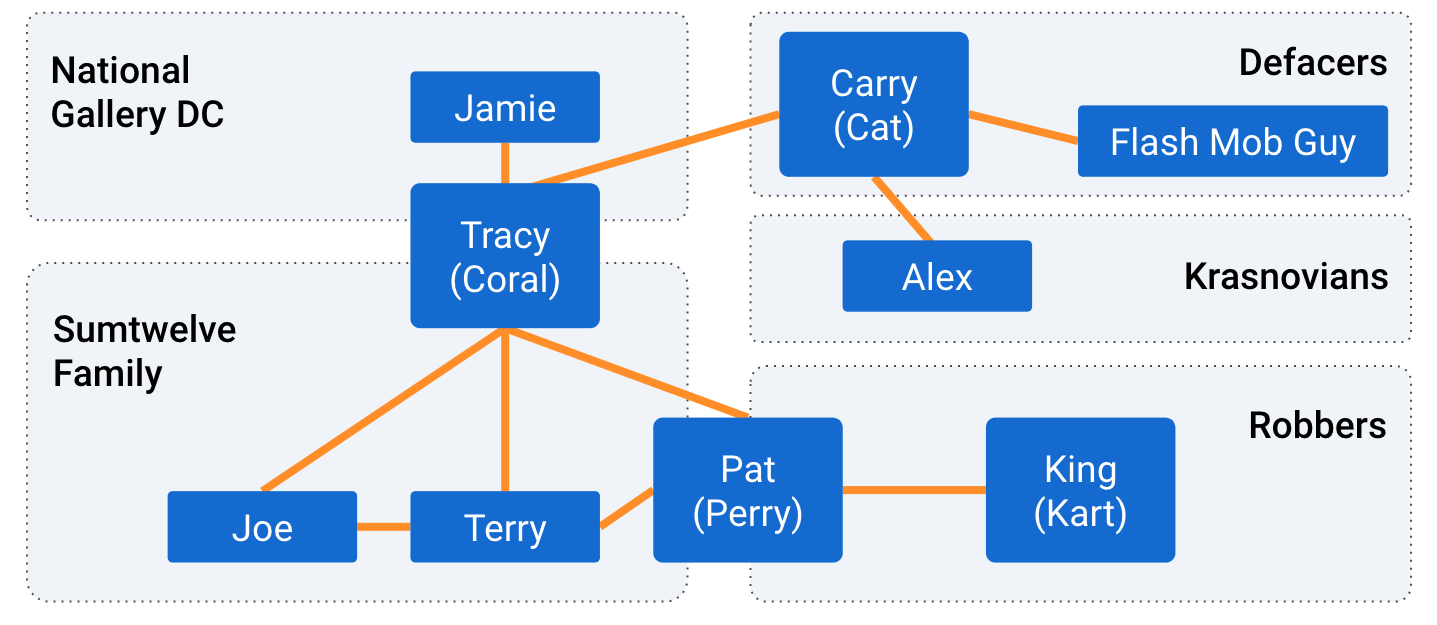 National
Gallery DC
Jamie
Tracy
(Coral)
Carry
(Cat)
Defacers
Flash Mob Guy
Alex
Krasnovians
Sumtwelve
Family
Joe
Terry
Pat
(Perry)
King
(Kart)
Robbers